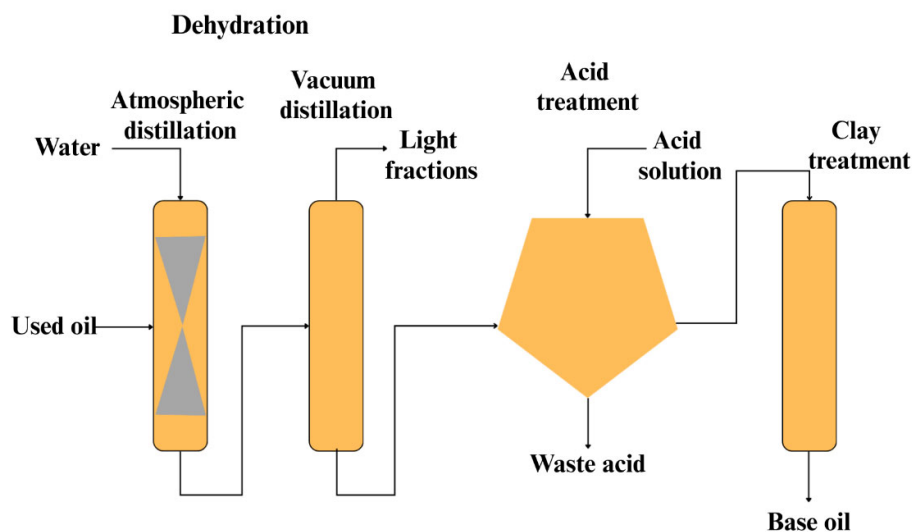 Dehydration
Atmospheric
distillation
Vacuum
distillation
Acid
treatment
Clay
treatment
Water
Light
fractions
Acid
solution
Used oil
Waste acid
Base oil